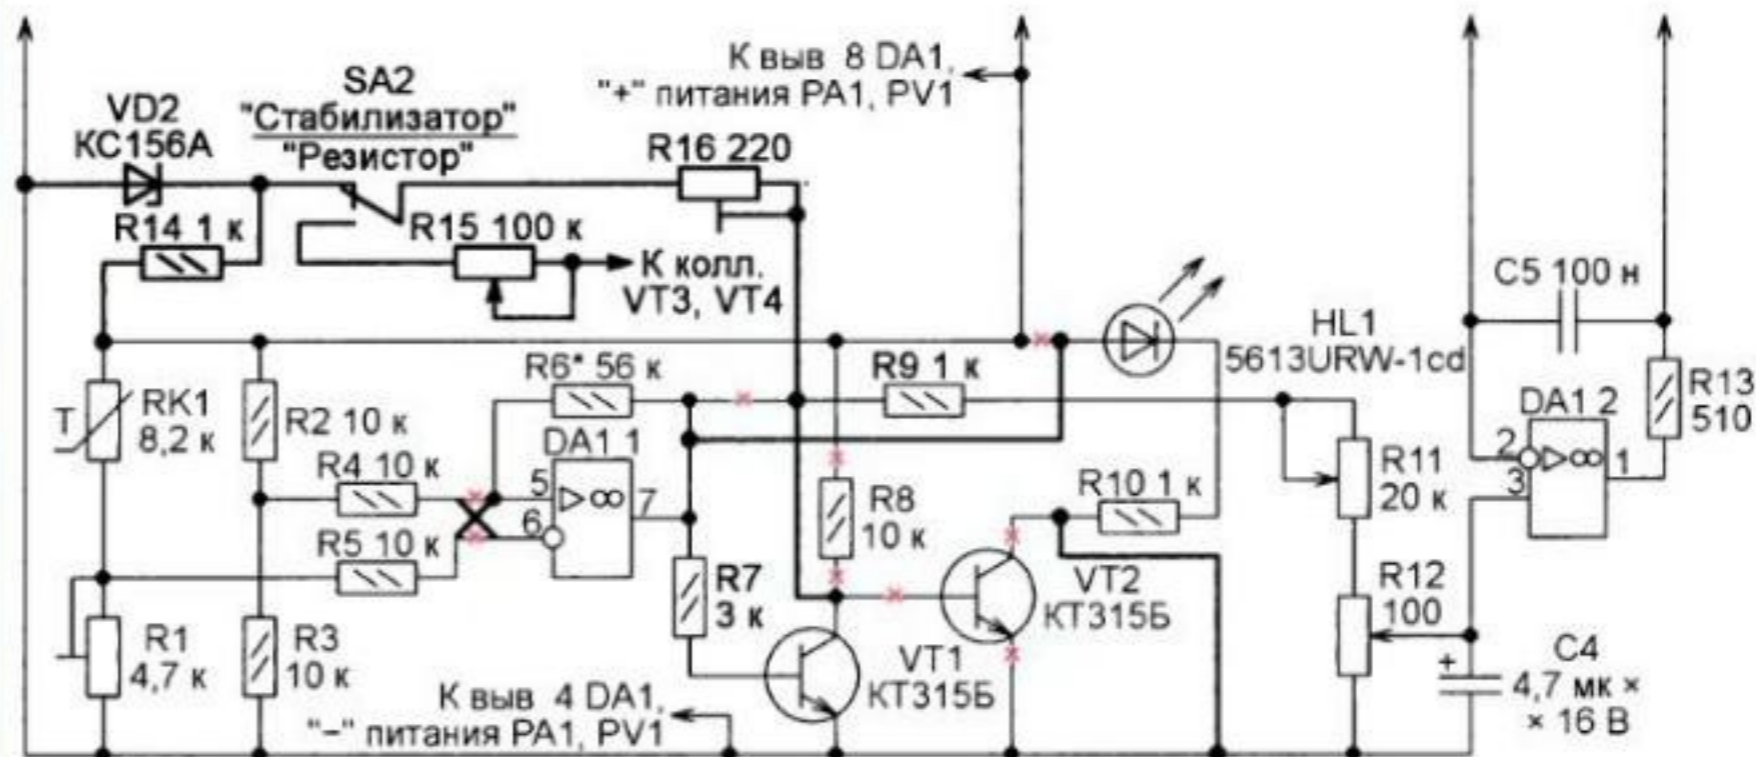 К выв 8 DA1,
"+" питания PA1, PV1
SA2
"Стабилизатор"
"Резистор"
VD2
КС156А
R16 220
R14 1 к
R15 100 к
К колл.
VT3, VT4
C5 100 н
HL1
5613URW-1cd
R6* 56 к
R9 1 к
RK1
8,2 к
T
R2 10 к
DA1 1
DA1 2
R13
510
R4 10 к
5
▷∞
7
6
R8
10 к
R10 1 к
R11
20 к
2
▷∞
1
3
R5 10 к
R7
3 к
VT2
КТ315Б
R12
100
R1
4,7 к
R3
10 к
VT1
КТ315Б
К выв 4 DA1,
"–" питания PA1, PV1
+
C4
4,7 мк ×
× 16 В